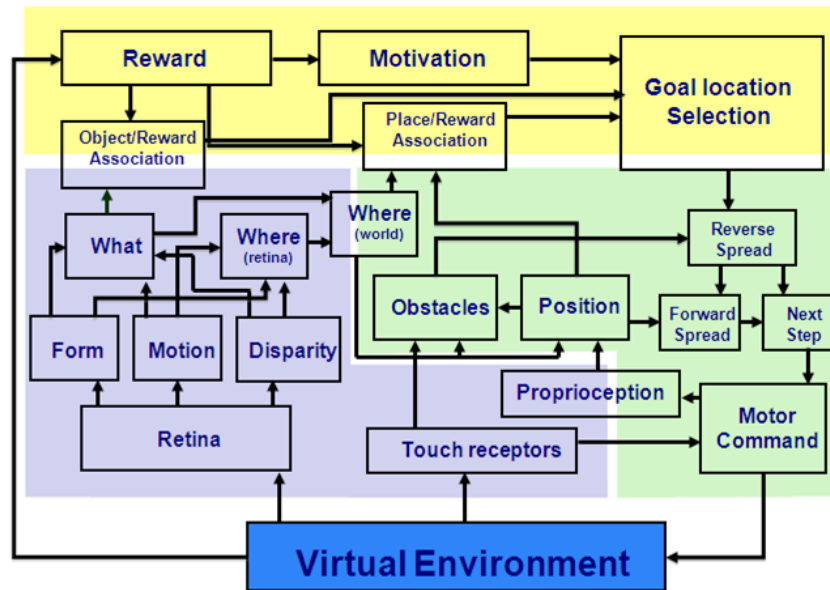 Reward
Motivation
Goal location
Selection
Object/Reward
Association
Place/Reward
Association
What
Where
(retina)
Where
(world)
Reverse
Spread
Obstacles
Position
Forward
Spread
Next
Step
Form
Motion
Disparity
Proprioception
Retina
Touch receptors
Motor
Command
Virtual Environment